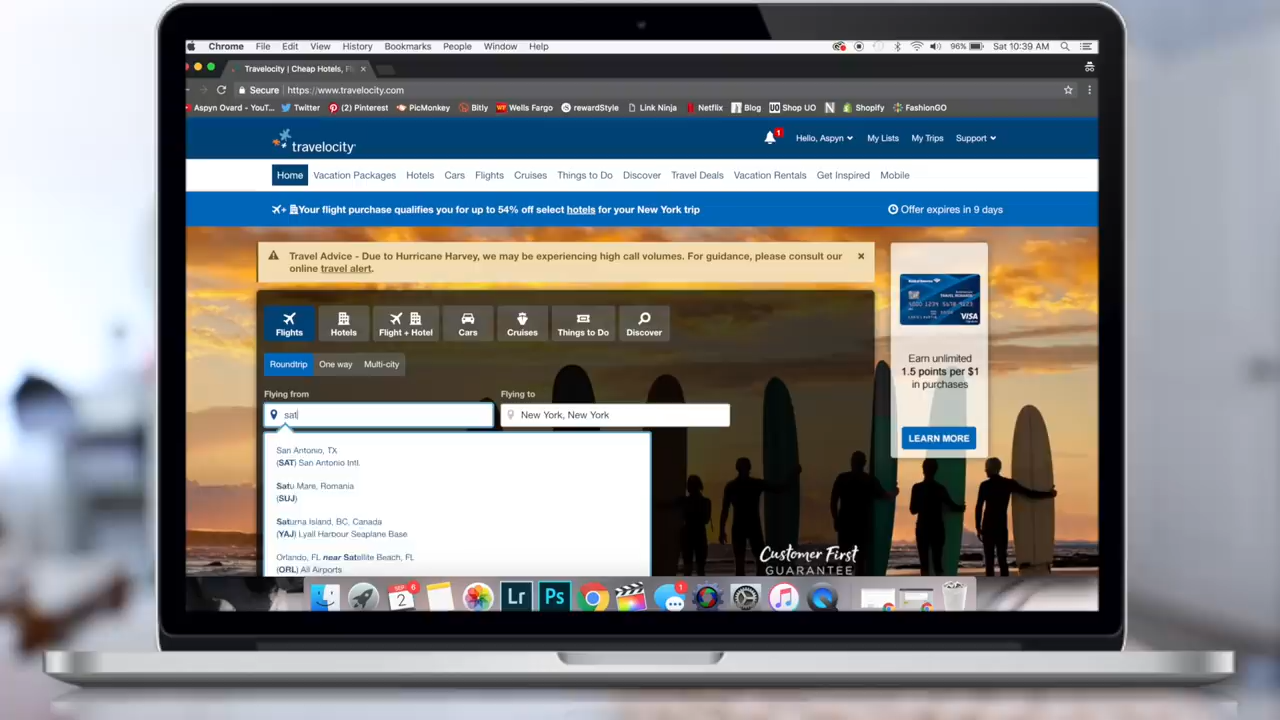 Chrome File Edit View History Bookmarks People Window Help 96% Sat 10:39 AM
Travelocity | Cheap Hotels, Fl
Secure https://www.travelocity.com
Aspyn Ovard - YouT... Twitter (2) Pinterest PicMonkey Bitly Wells Fargo rewardStyle Link Ninja Netflix Blog UO Shop UO N Shopify FashionGO
travelocity 1 Hello, Aspyn My Lists My Trips Support
Home Vacation Packages Hotels Cars Flights Cruises Things to Do Discover Travel Deals Vacation Rentals Get Inspired Mobile
Your flight purchase qualifies you for up to 54% off select hotels for your New York trip Offer expires in 9 days
Travel Advice - Due to Hurricane Harvey, we may be experiencing high call volumes. For guidance, please consult our
online travel alert.
Flights Hotels Flight + Hotel Cars Cruises Things to Do Discover
Roundtrip One way Multi-city
Flying from Flying to
sat New York, New York
San Antonio, TX
(SAT) San Antonio Intl.
Satu Mare, Romania
(SUJ)
Saturna Island, BC, Canada
(YAJ) Lyall Harbour Seaplane Base
Orlando, FL near Satellite Beach, FL
(ORL) All Airports
VISA
Earn unlimited
1.5 points per $1
in purchases
LEARN MORE
Customer First
GUARANTEE
SEP 6
2 Lr Ps 1